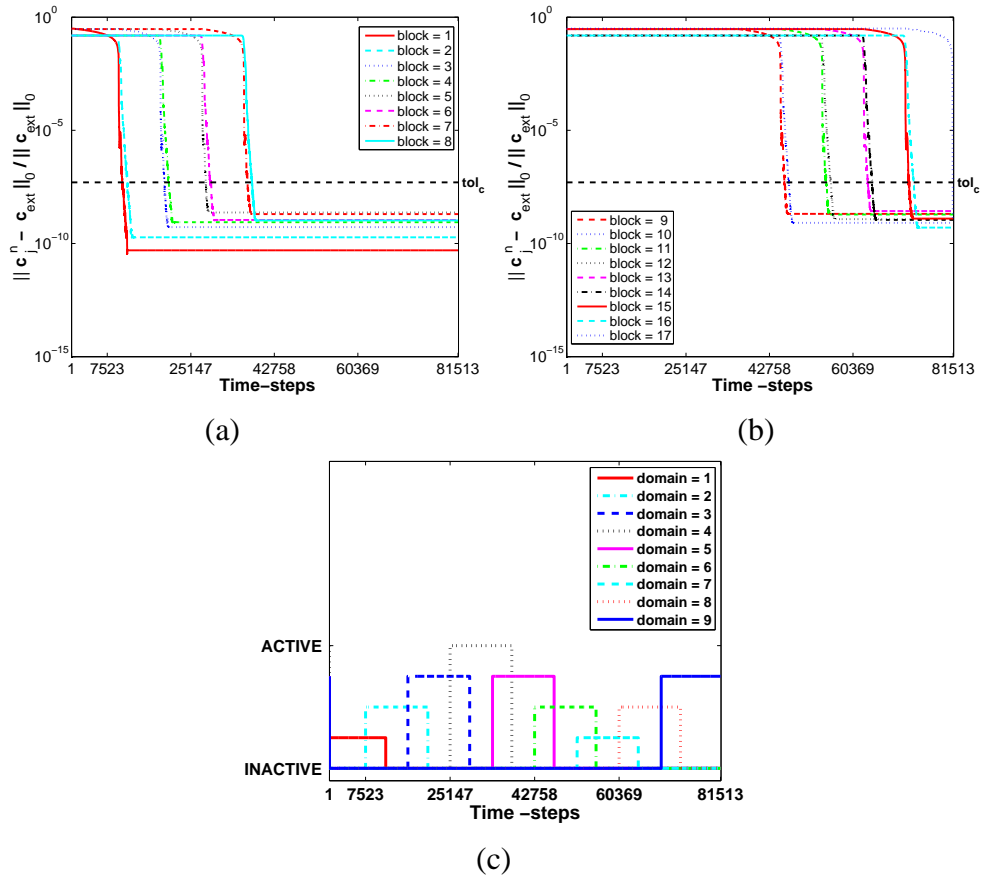 10^0
10^-5
10^-10
10^-15
|| c_j^n – c_ext ||_0 / || c_ext ||_0
block = 1
block = 2
block = 3
block = 4
block = 5
block = 6
block = 7
block = 8
tol_c
1 7523 25147 42758 60369 81513
Time–steps
(a)
10^0
10^-5
10^-10
10^-15
|| c_j^n – c_ext ||_0 / || c_ext ||_0
tol_c
block = 9
block = 10
block = 11
block = 12
block = 13
block = 14
block = 15
block = 16
block = 17
1 7523 25147 42758 60369 81513
Time –steps
(b)
domain = 1
domain = 2
domain = 3
domain = 4
domain = 5
domain = 6
domain = 7
domain = 8
domain = 9
ACTIVE
INACTIVE
1 7523 25147 42758 60369 81513
Time –steps
(c)